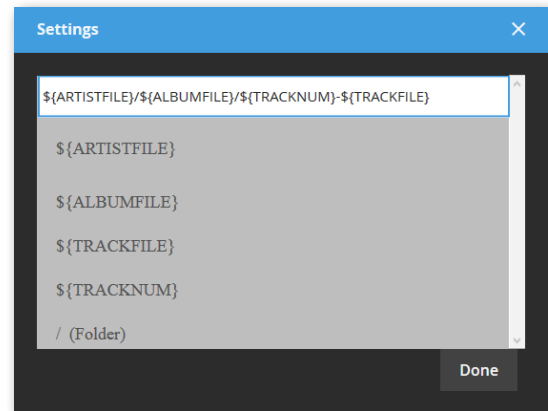 Settings
${ARTISTFILE}/${ALBUMFILE}/${TRACKNUM}-${TRACKFILE}
${ARTISTFILE}
${ALBUMFILE}
${TRACKFILE}
${TRACKNUM}
/ (Folder)
Done